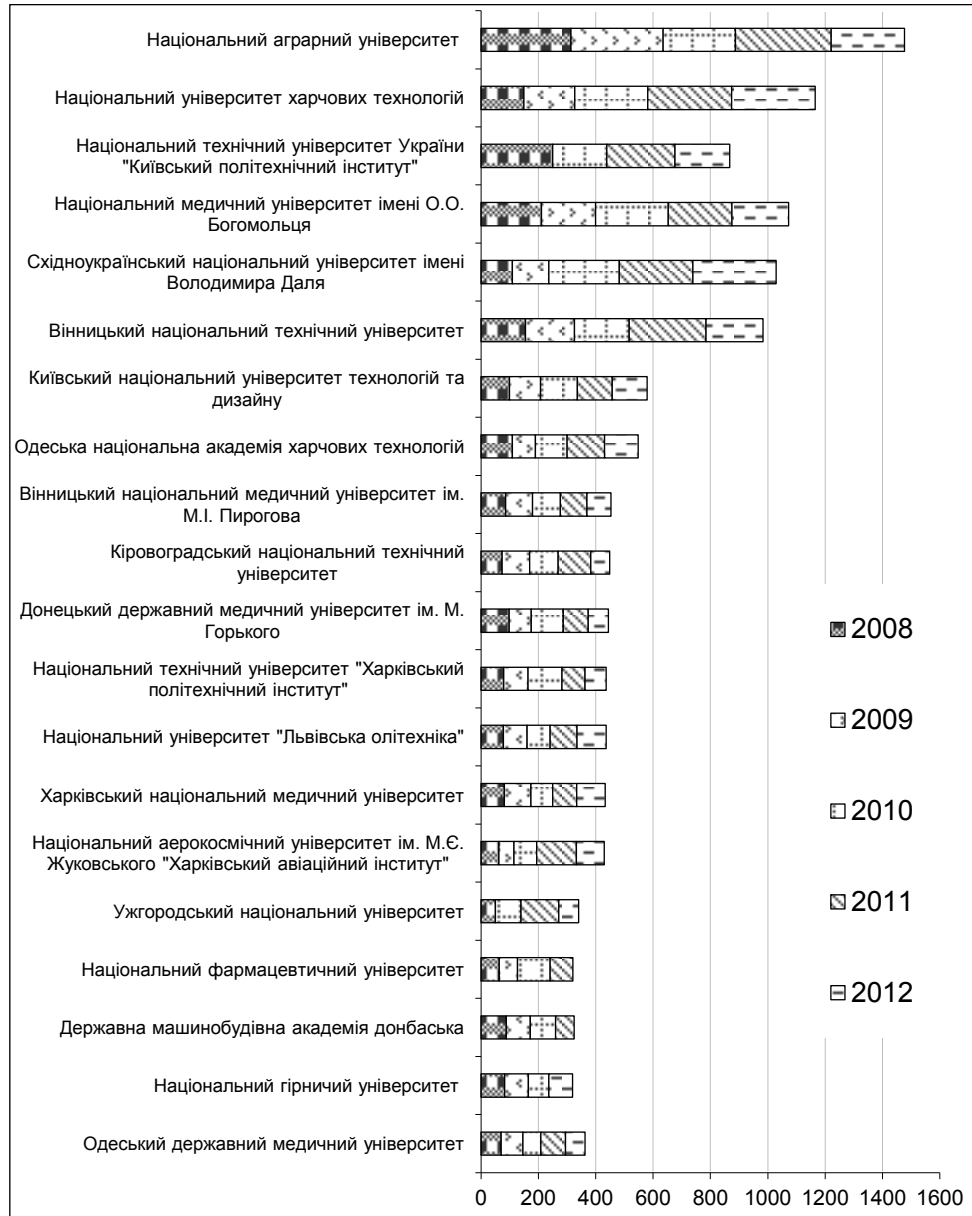 Національний аграрний університет
Національний університет харчових технологій
Національний технічний університет України
"Київський політехнічний інститут"
Національний медичний університет імені О.О.
Богомольця
Східноукраїнський національний університет імені
Володимира Даля
Вінницький національний технічний університет
Київський національний університет технологій та
дизайну
Одеська національна академія харчових технологій
Вінницький національний медичний університет ім.
М.І. Пирогова
Кіровоградський національний технічний
університет
Донецький державний медичний університет ім. М.
Горького
Національний технічний університет "Харківський
політехнічний інститут"
Національний університет "Львівська олітехніка"
Харківський національний медичний університет
Національний аерокосмічний університет ім. М.Є.
Жуковського "Харківський авіаційний інститут"
Ужгородський національний університет
Національний фармацевтичний університет
Державна машинобудівна академія донбаська
Національний гірничий університет
Одеський державний медичний університет
2008
2009
2010
2011
2012
0 200 400 600 800 1000 1200 1400 1600